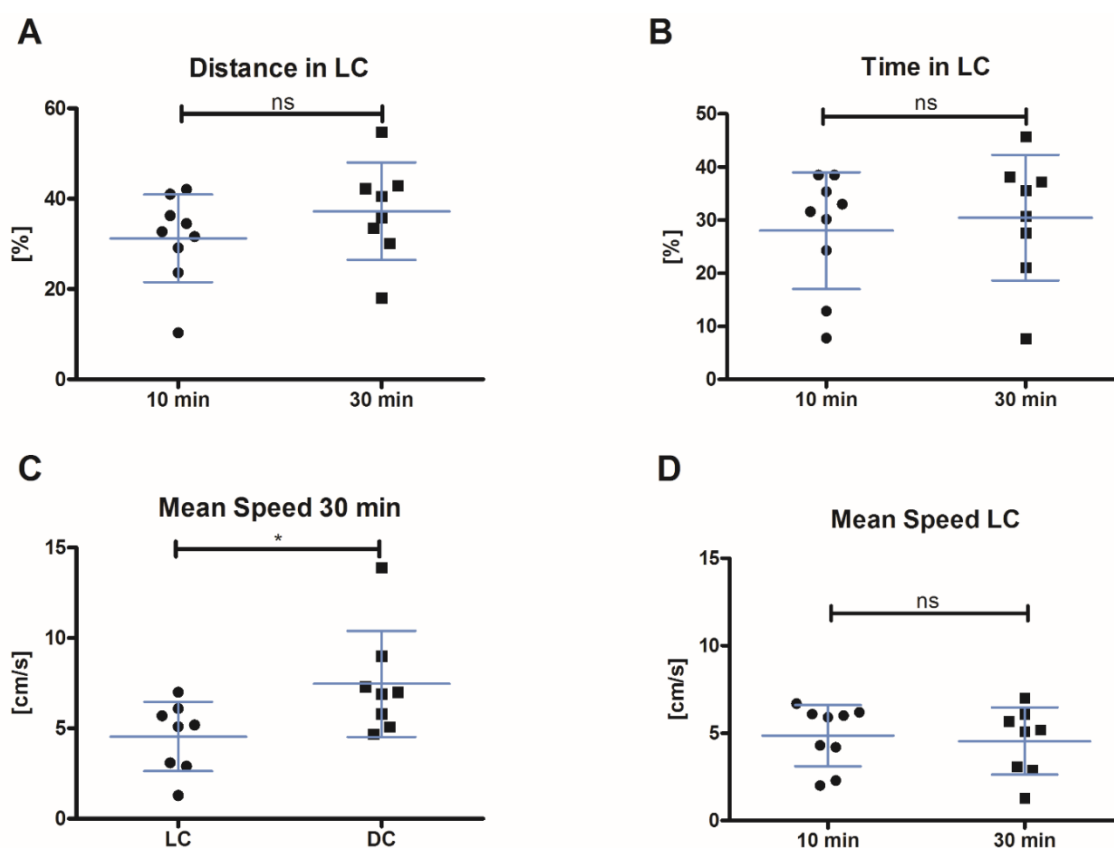 A
Distance in LC
ns
60
40
20
0
[%]
10 min
30 min
B
Time in LC
ns
50
40
30
20
10
0
[%]
10 min
30 min
C
Mean Speed 30 min
*
15
10
5
0
[cm/s]
LC
DC
D
Mean Speed LC
ns
15
10
5
0
[cm/s]
10 min
30 min